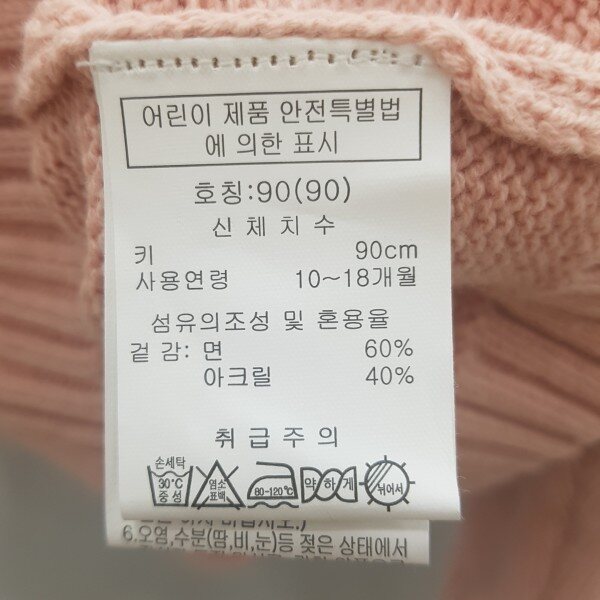 어린이 제품 안전특별법
에 의한 표시
호칭:90(90)
신체치수
키 90cm
사용연령 10~18개월
섬유의조성 및 혼용율
겉 감: 면 60%
아크릴 40%
취급주의
손세탁
30℃
중성
염소
표백
80-120℃
약하게
뉘어서
6.오염,수분(땀,비,눈)등 젖은 상태에서